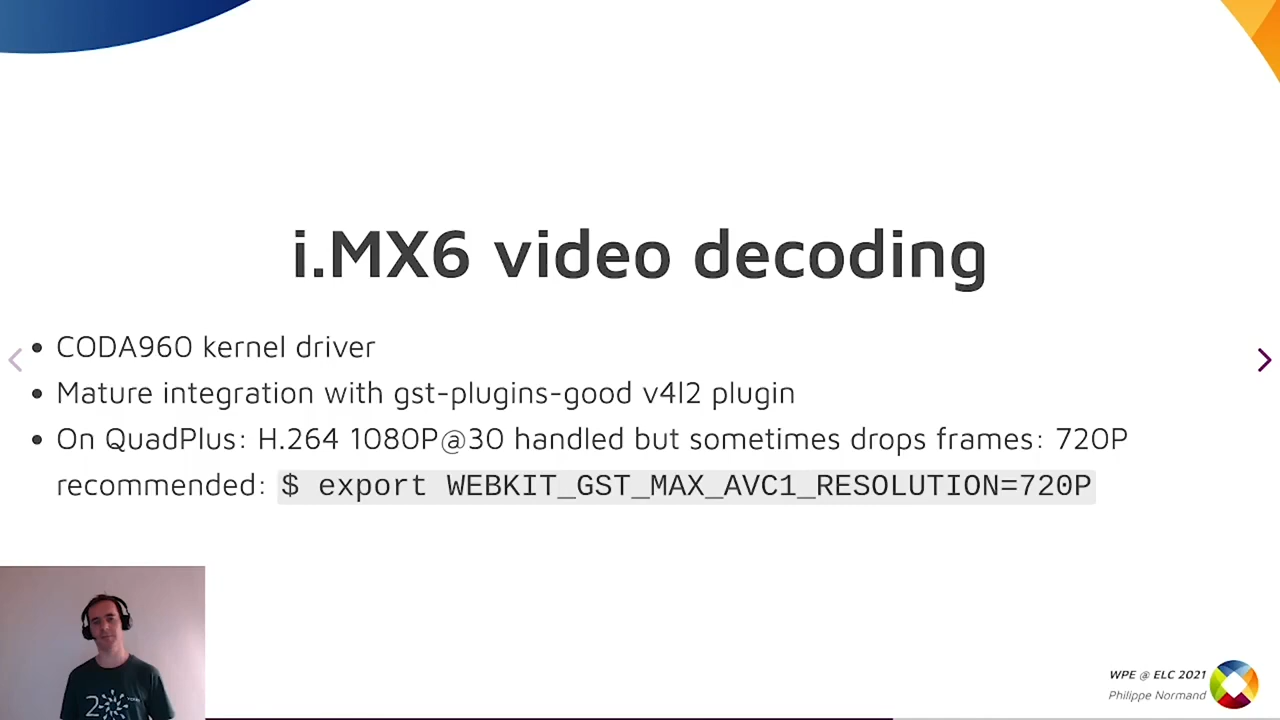 i.MX6 video decoding
CODA960 kernel driver
Mature integration with gst-plugins-good v4l2 plugin
On QuadPlus: H.264 1080P@30 handled but sometimes drops frames: 720P
recommended: $ export WEBKIT_GST_MAX_AVC1_RESOLUTION=720P
20
WPE @ ELC 2021
Philippe Normand